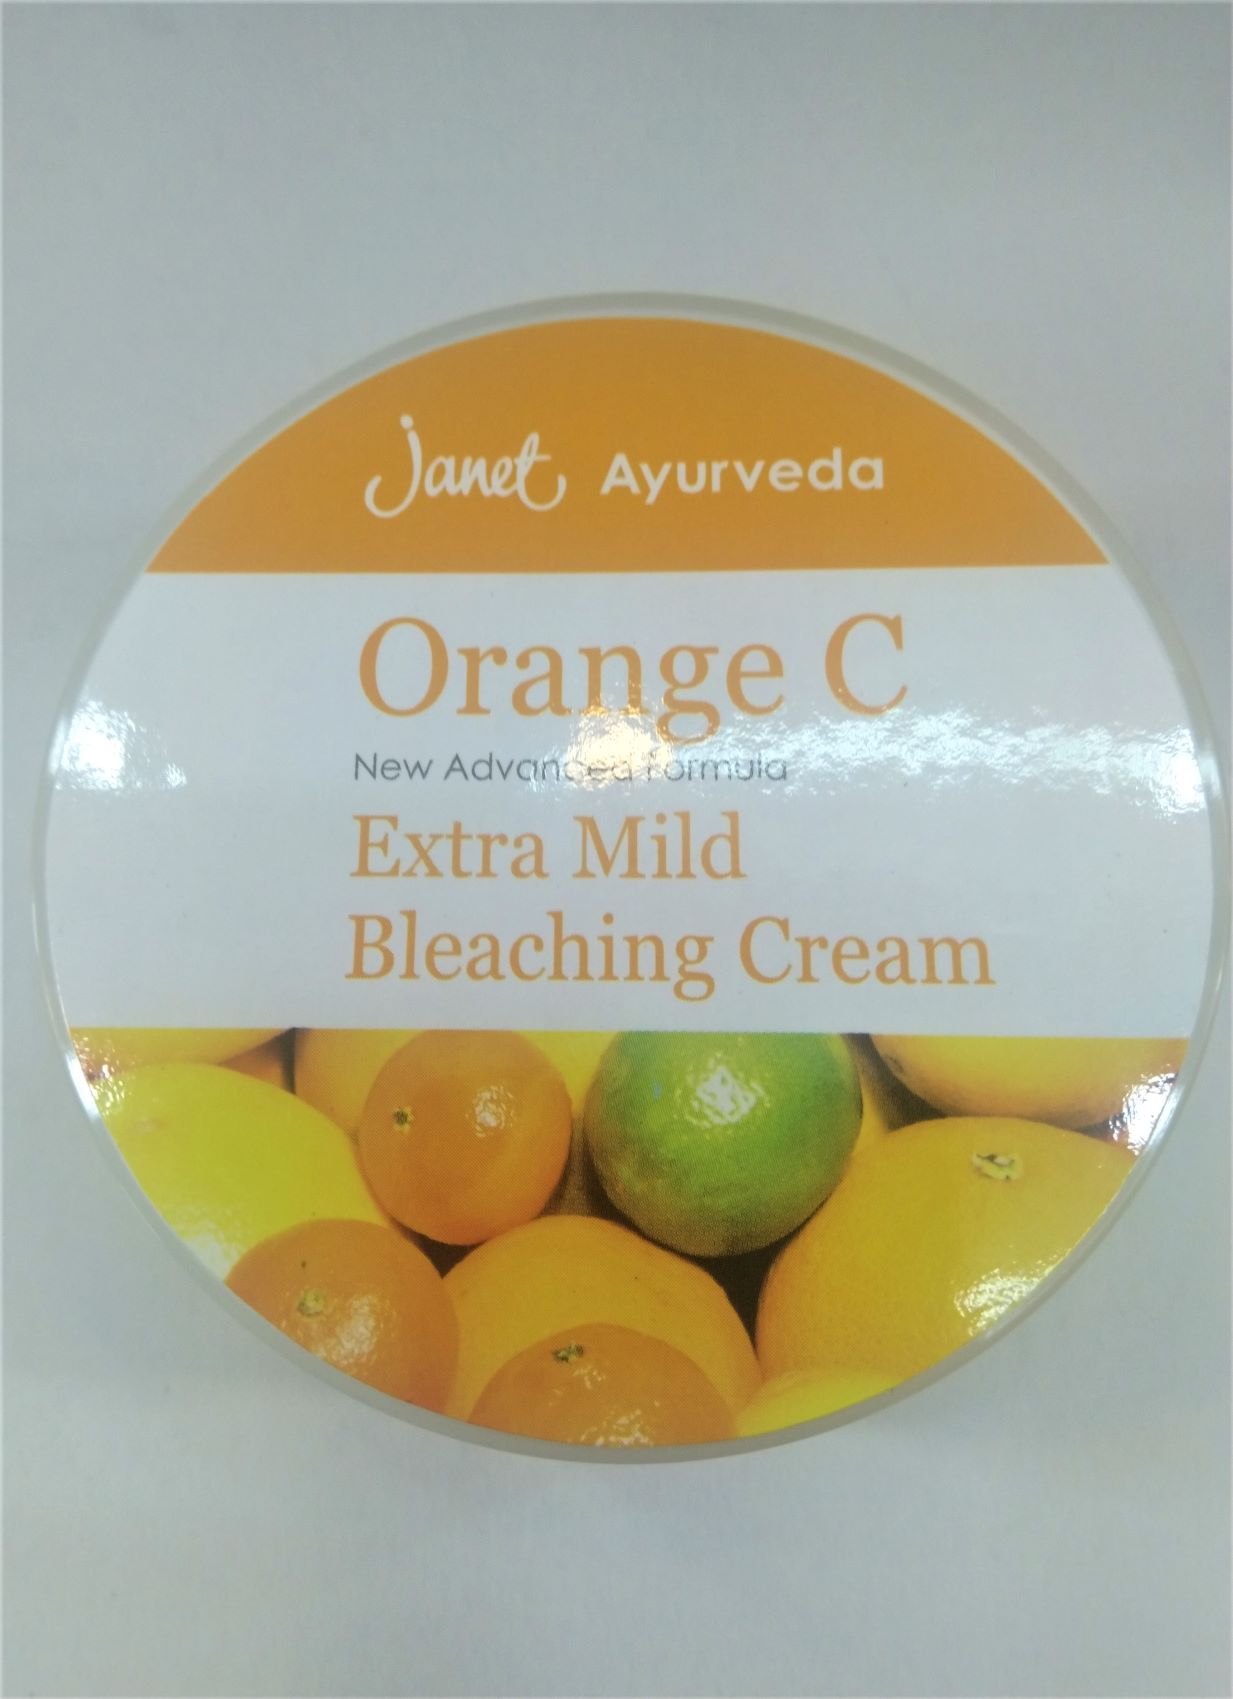 Janet Ayurveda
Orange C
New Advanced Formula
Extra Mild
Bleaching Cream